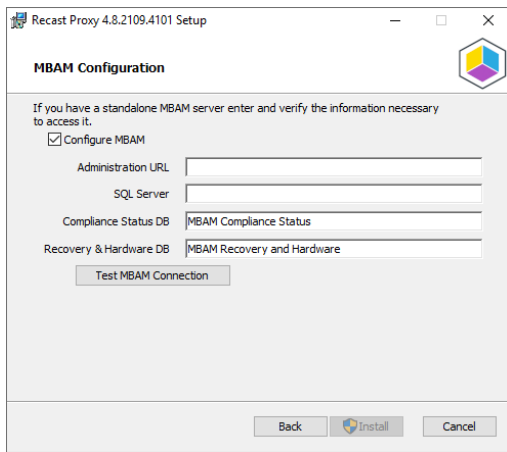 Recast Proxy 4.8.2109.4101 Setup
MBAM Configuration
If you have a standalone MBAM server enter and verify the information necessary
to access it.
Configure MBAM
Administration URL
SQL Server
Compliance Status DB MBAM Compliance Status
Recovery & Hardware DB MBAM Recovery and Hardware
Test MBAM Connection
Back Install Cancel